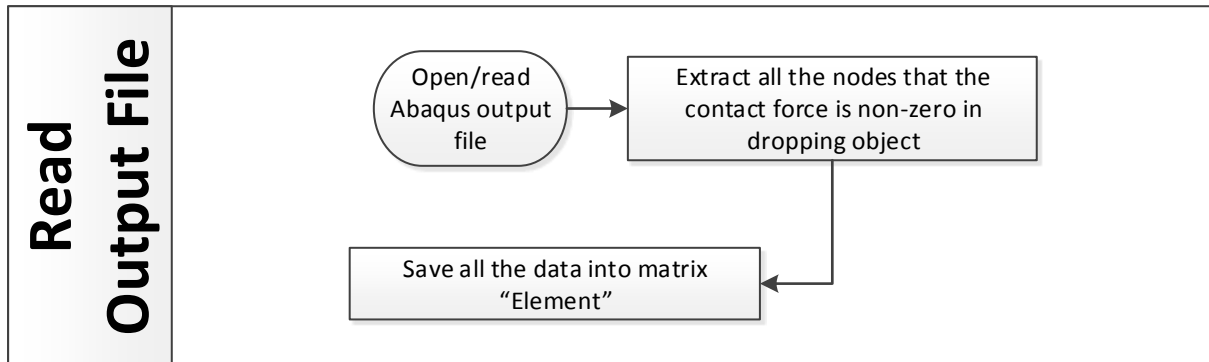 Read
Output File
Open/read
Abaqus output
file
Extract all the nodes that the
contact force is non-zero in
dropping object
Save all the data into matrix
“Element”